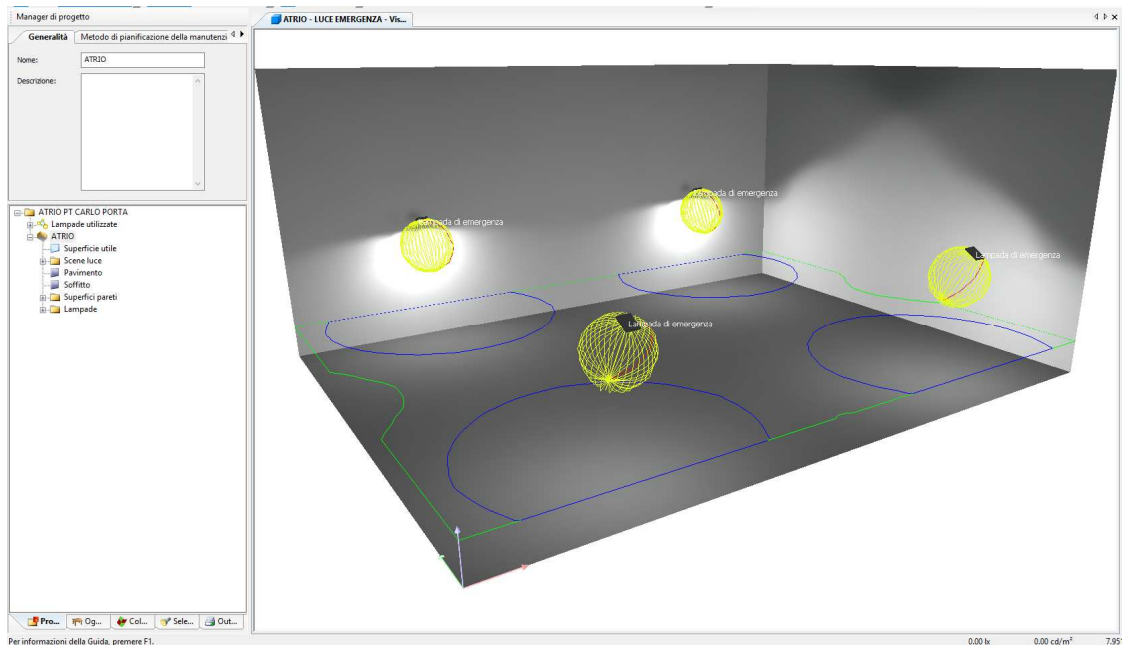 Manager di progetto
Generalità
Metodo di pianificazione della manutenzi
Nome:
ATRIO
Descrizione:
ATRIO PT CARLO PORTA
Lampade utilizzate
ATRIO
Superficie utile
Scene luce
Pavimento
Soffitto
Superfici pareti
Lampade
Pro...
Og...
Col...
Sele...
Out...
Per informazioni della Guida, premere F1.
ATRIO - LUCE EMERGENZA - Vis...
Lampada di emergenza
Lampada di emergenza
Lampada di emergenza
Lampada di emergenza
0.00 lx
0.00 cd/m²
7.951